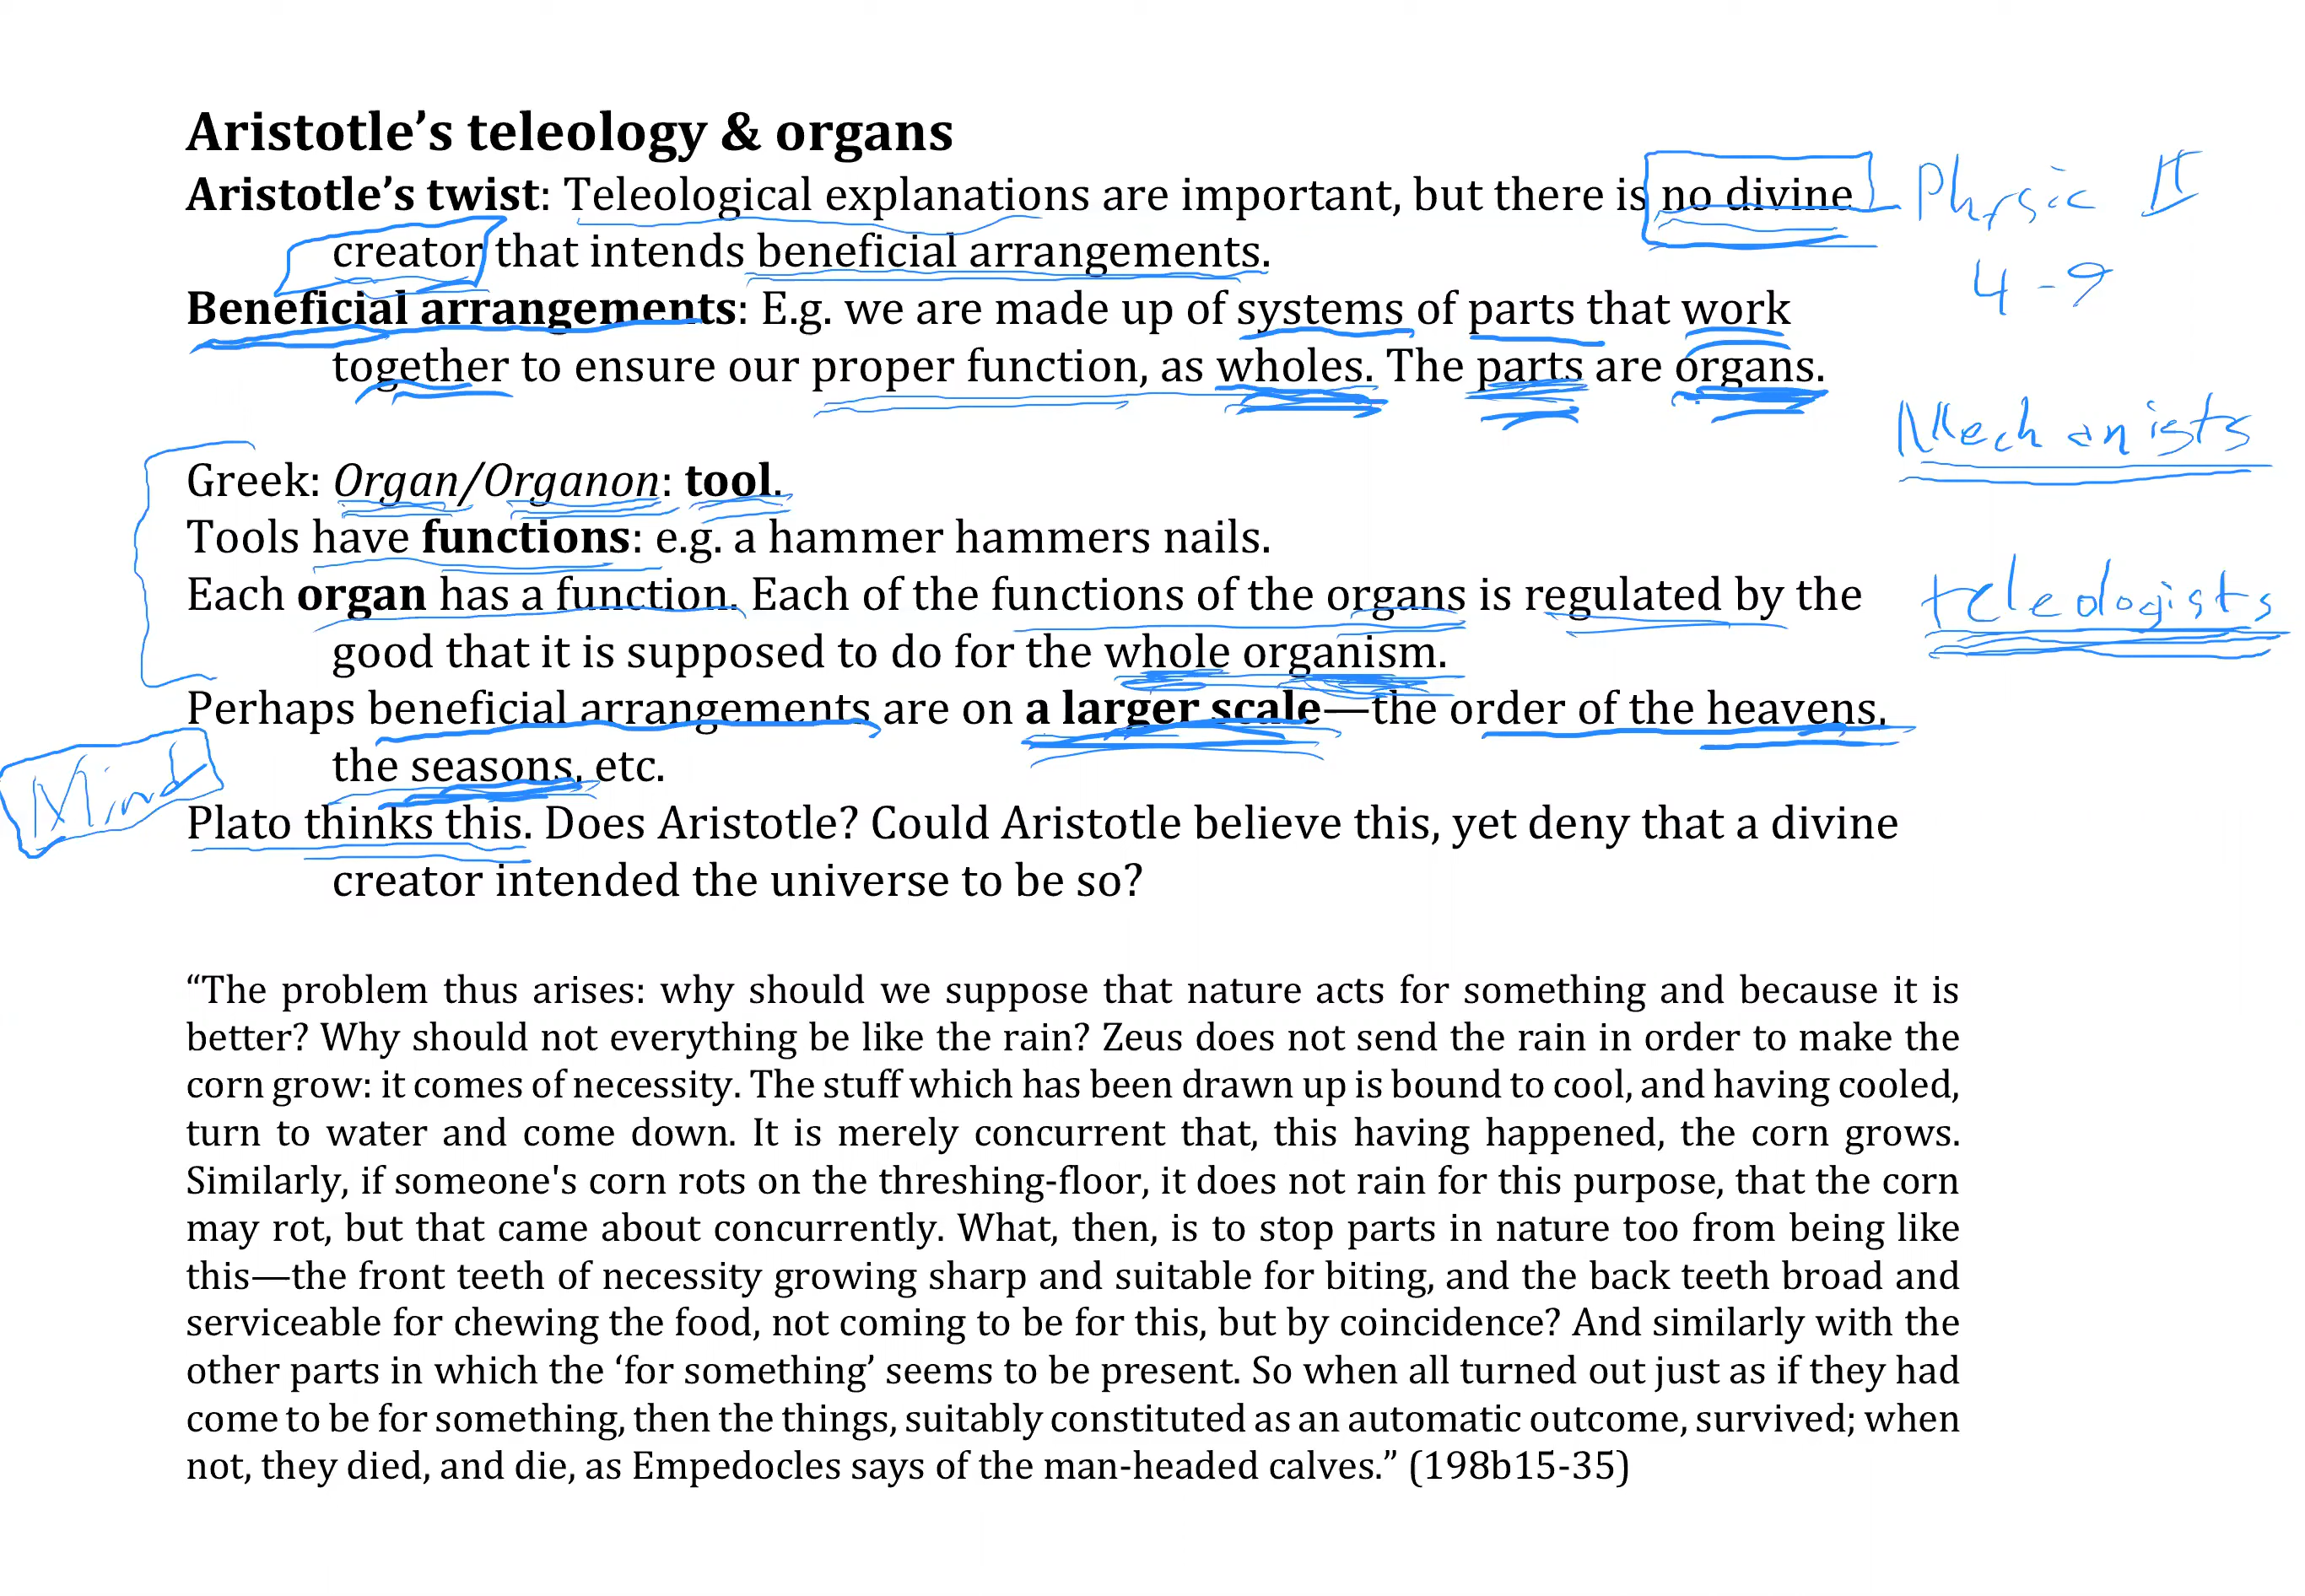 Aristotle’s teleology & organs
Aristotle’s twist: Teleological explanations are important, but there is no divine
creator that intends beneficial arrangements.
Physic II
4-9
Beneficial arrangements: E.g. we are made up of systems of parts that work
together to ensure our proper function, as wholes. The parts are organs.
Mechanists
Greek: Organ/Organon: tool.
Tools have functions: e.g. a hammer hammers nails.
Each organ has a function. Each of the functions of the organs is regulated by the
good that it is supposed to do for the whole organism.
teleologists
Perhaps beneficial arrangements are on a larger scale—the order of the heavens,
the seasons, etc.
Mind
Plato thinks this. Does Aristotle? Could Aristotle believe this, yet deny that a divine
creator intended the universe to be so?
“The problem thus arises: why should we suppose that nature acts for something and because it is
better? Why should not everything be like the rain? Zeus does not send the rain in order to make the
corn grow: it comes of necessity. The stuff which has been drawn up is bound to cool, and having cooled,
turn to water and come down. It is merely concurrent that, this having happened, the corn grows.
Similarly, if someone's corn rots on the threshing-floor, it does not rain for this purpose, that the corn
may rot, but that came about concurrently. What, then, is to stop parts in nature too from being like
this—the front teeth of necessity growing sharp and suitable for biting, and the back teeth broad and
serviceable for chewing the food, not coming to be for this, but by coincidence? And similarly with the
other parts in which the ‘for something’ seems to be present. So when all turned out just as if they had
come to be for something, then the things, suitably constituted as an automatic outcome, survived; when
not, they died, and die, as Empedocles says of the man-headed calves.” (198b15-35)